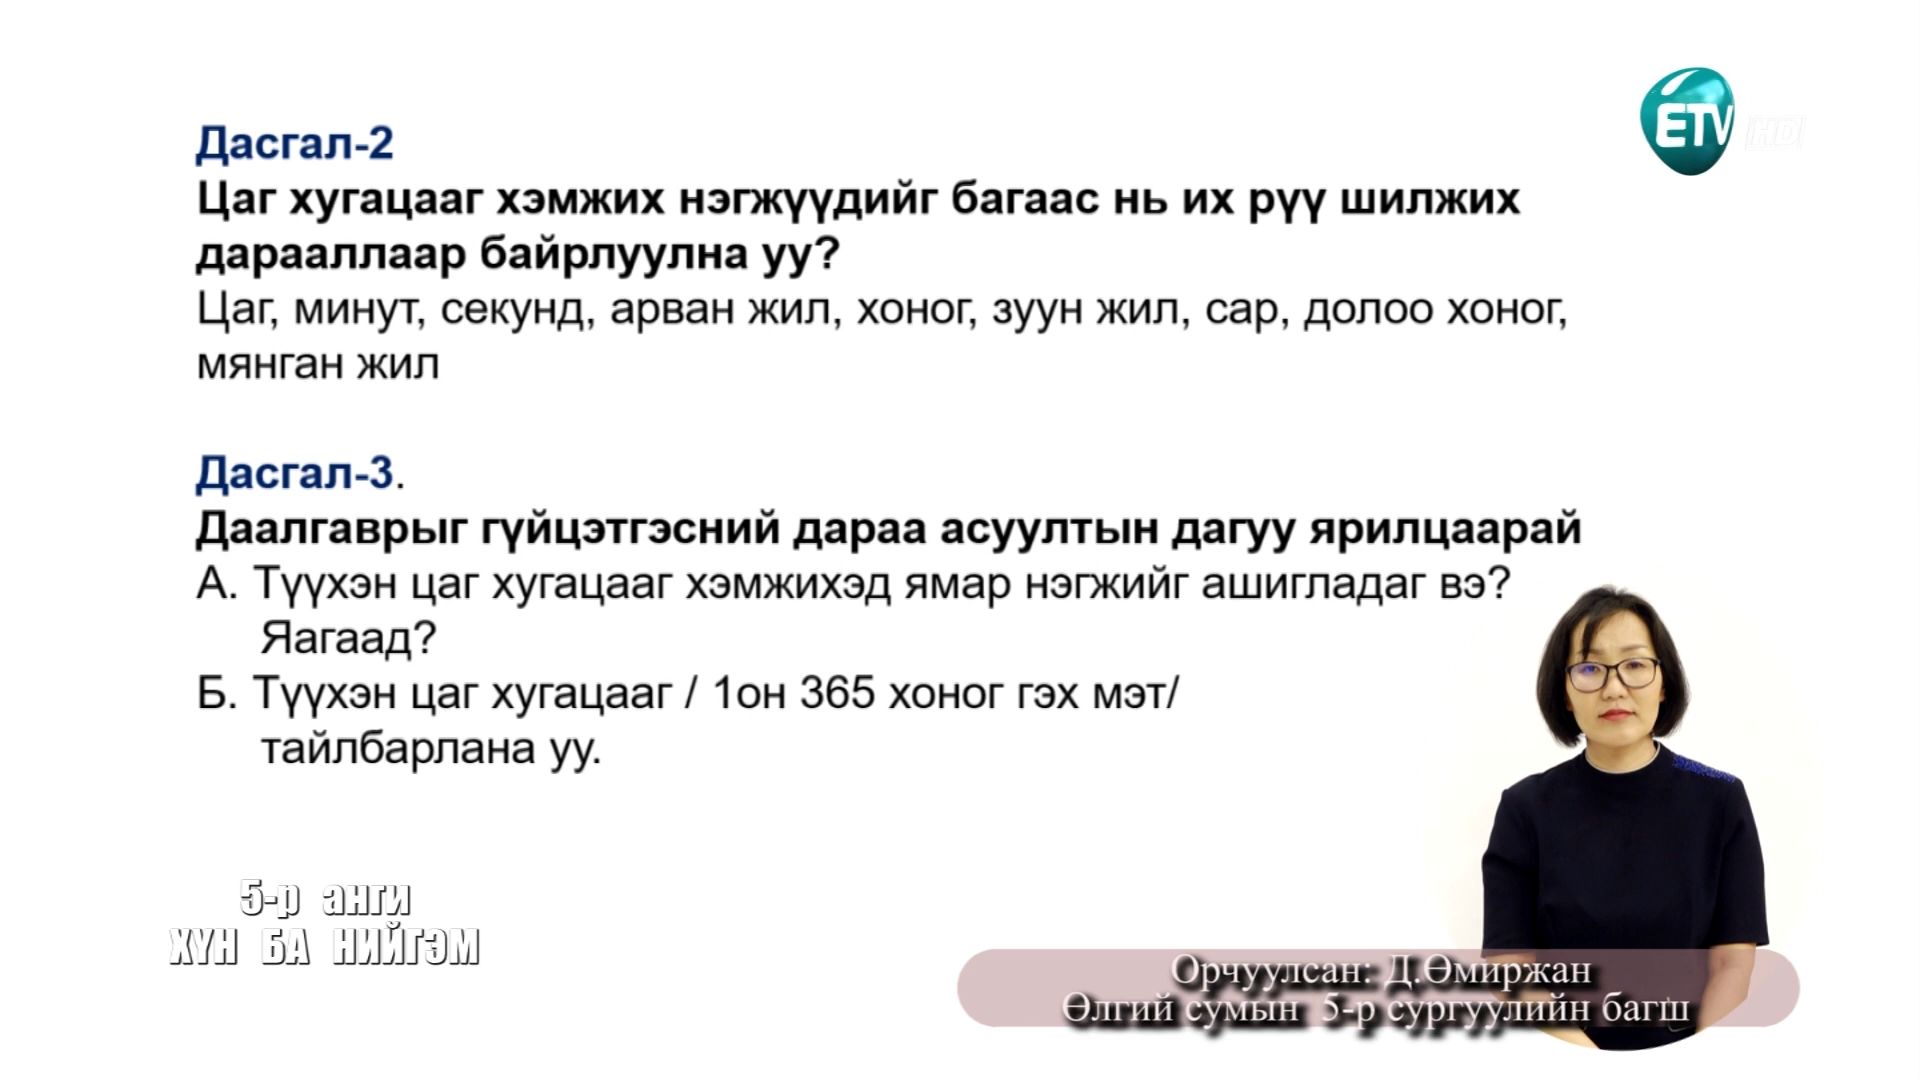 ETV HD
Дасгал-2
Цаг хугацааг хэмжих нэгжүүдийг багаас нь их рүү шилжих
дарааллаар байрлуулна уу?
Цаг, минут, секунд, арван жил, хоног, зуун жил, сар, долоо хоног,
мянган жил
Дасгал-3.
Даалгаврыг гүйцэтгэсний дараа асуултын дагуу ярилцаарай
А. Түүхэн цаг хугацааг хэмжихэд ямар нэгжийг ашигладаг вэ?
Яагаад?
Б. Түүхэн цаг хугацааг / 1он 365 хоног гэх мэт/
тайлбарлана уу.
5-р анги
ХҮН БА НИЙГЭМ
Орчуулсан: Д.Өмиржан
Өлгий сумын 5-р сургуулийн багш